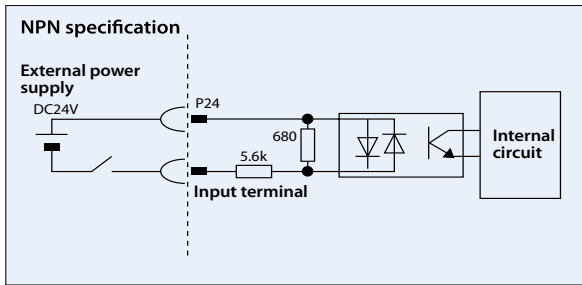 NPN specification
External power
supply
DC24V
P24
680
5.6k
Input terminal
Internal
circuit